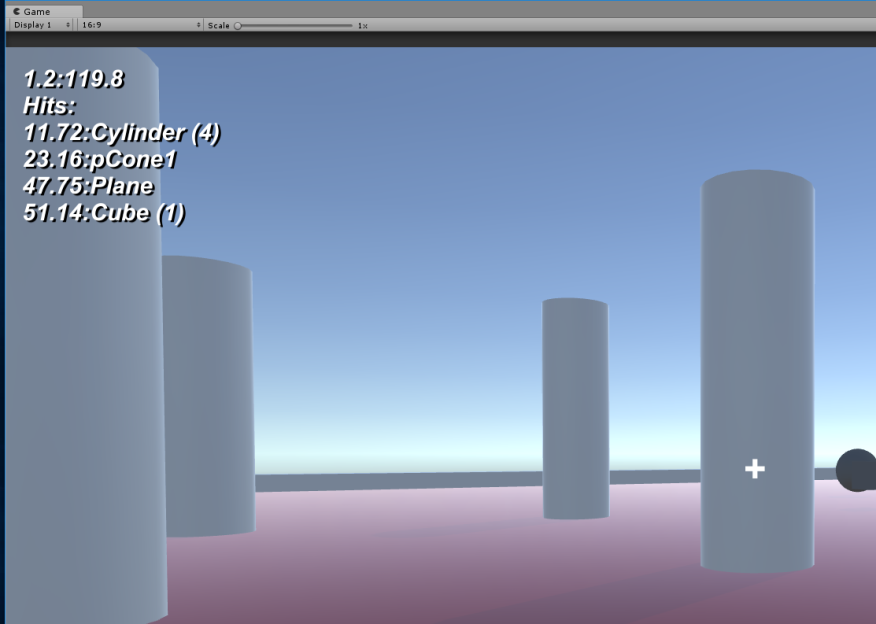 Game
Display 1 16:9 Scale 1x
1.2:119.8
Hits:
11.72:Cylinder (4)
23.16:pCone1
47.75:Plane
51.14:Cube (1)